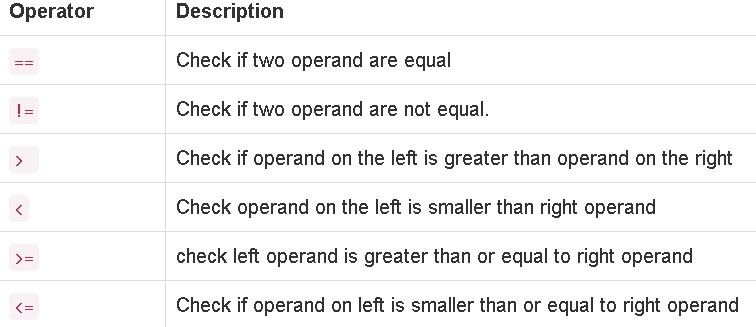 Operator Description
== Check if two operand are equal
!= Check if two operand are not equal.
> Check if operand on the left is greater than operand on the right
< Check operand on the left is smaller than right operand
>= check left operand is greater than or equal to right operand
<= Check if operand on left is smaller than or equal to right operand